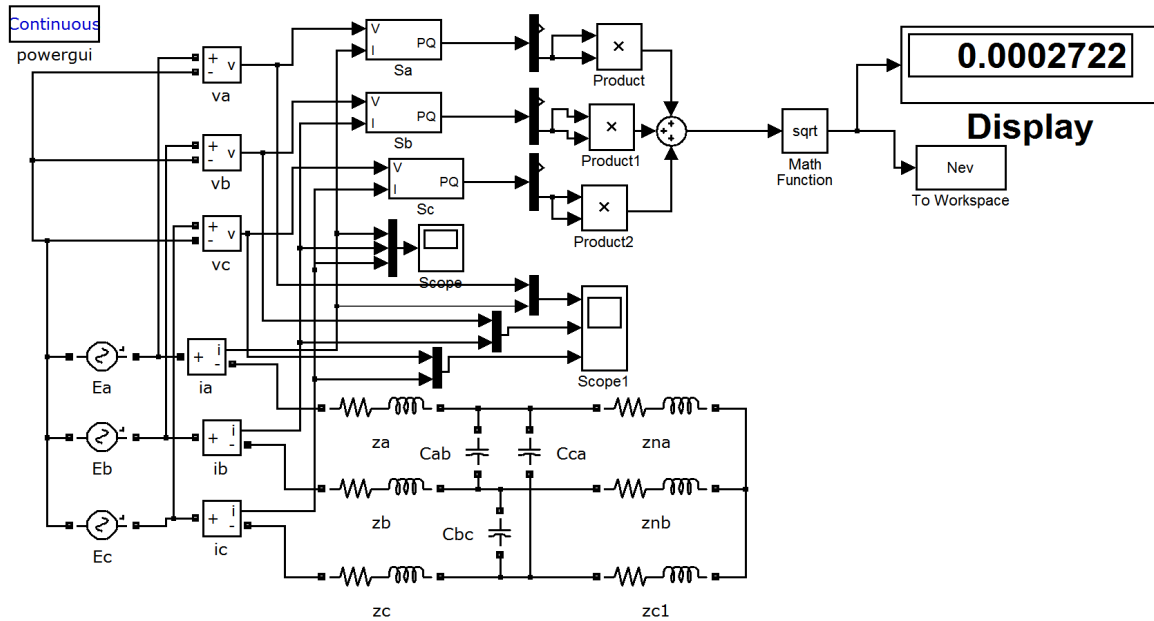 Continuous
powergui
+
-
v
va
V
I
PQ
Sa
×
Product
0.0002722
Display
+
-
v
vb
V
I
PQ
Sb
×
Product1
+
+
+
sqrt
Math
Function
Nev
To Workspace
+
-
v
vc
V
I
PQ
Sc
×
Product2
Scope
Scope1
Ea
+
i
-
ia
za
zna
Cab
Cca
Eb
+
i
-
ib
zb
znb
Cbc
Ec
+
i
-
ic
zc
zc1